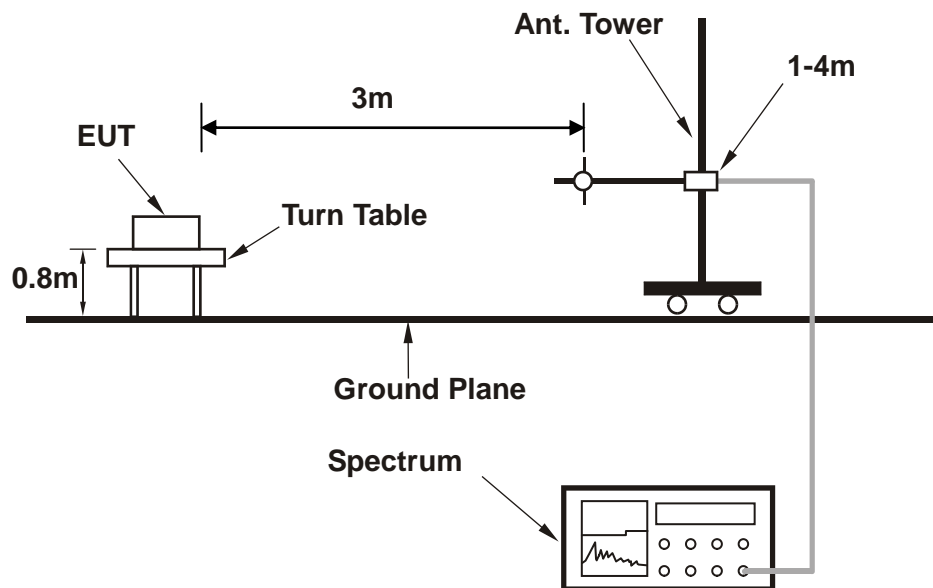 Ant. Tower
1-4m
3m
EUT
Turn Table
0.8m
Ground Plane
Spectrum